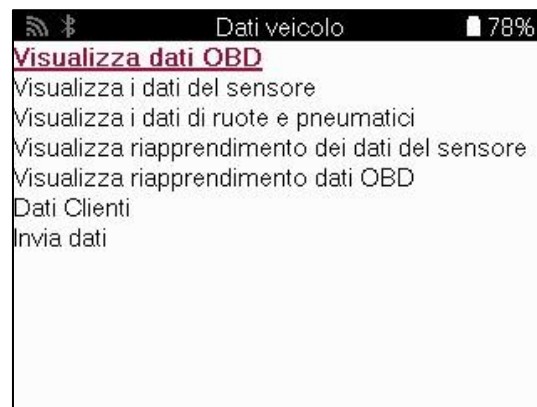 Dati veicolo 78%
Visualizza dati OBD
Visualizza i dati del sensore
Visualizza i dati di ruote e pneumatici
Visualizza riapprendimento dei dati del sensore
Visualizza riapprendimento dati OBD
Dati Clienti
Invia dati